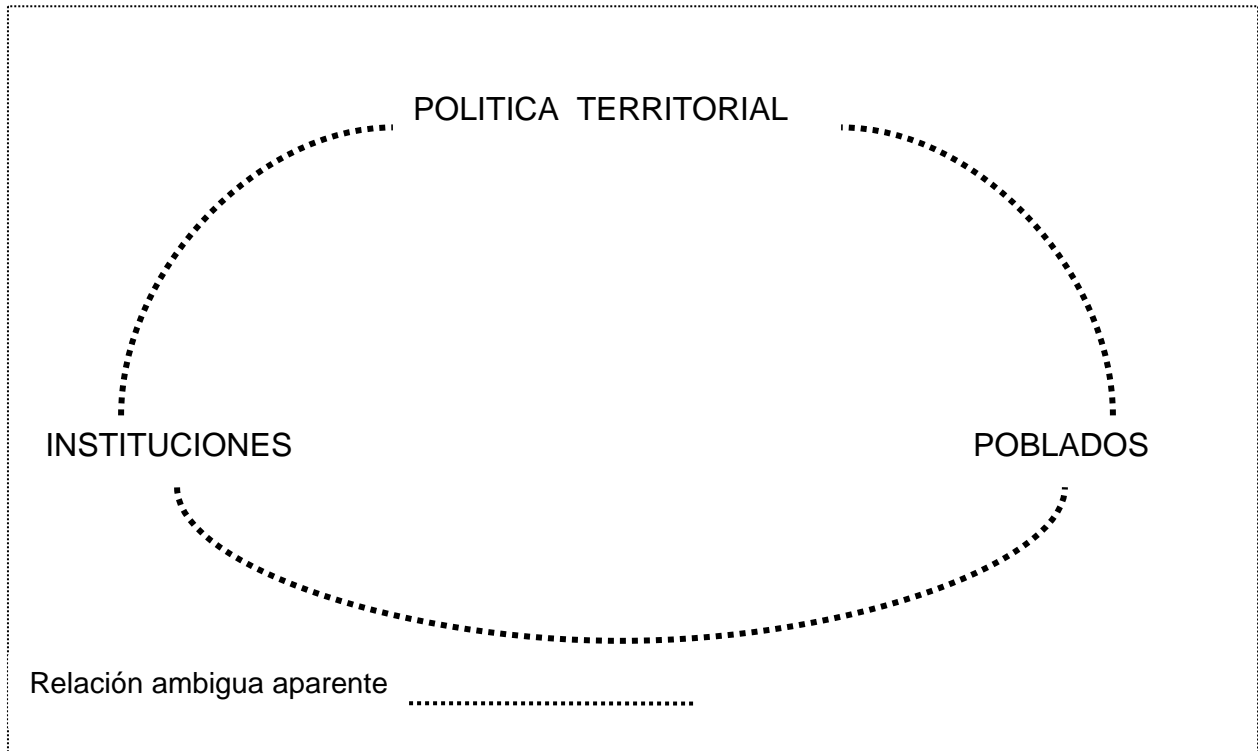 POLITICA TERRITORIAL
INSTITUCIONES
POBLADOS
Relación ambigua aparente